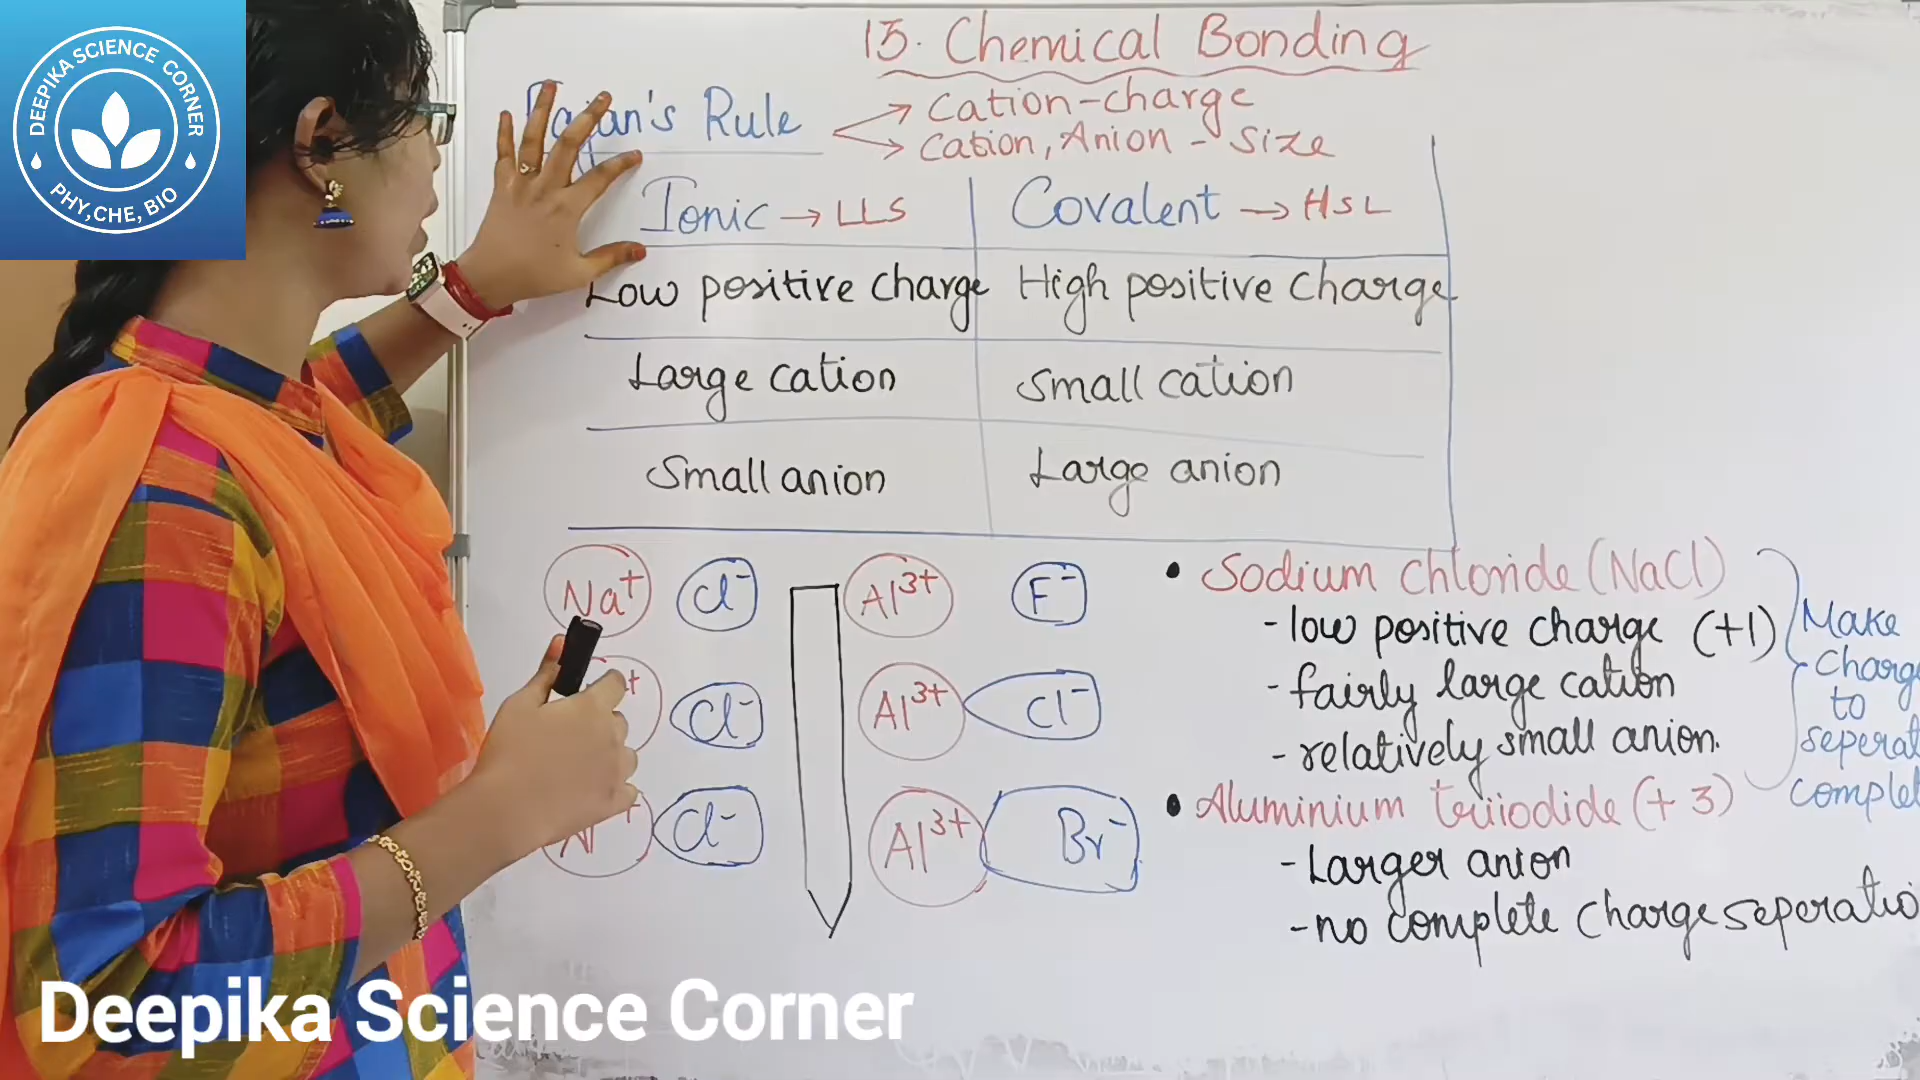 DEEPIKA SCIENCE CORNER
PHY, CHE, BIO
15. Chemical Bonding
Rule
Cation-charge
Cation, Anion - Size
Ionic → LLS
Covalent → HSL
Low positive charge
High positive charge
Large cation
Small cation
Small anion
Large anion
Na+ Cl-
Al3+ F-
+ Cl-
Al3+ Cl-
Cl-
Al3+ Br-
• Sodium chloride (NaCl)
- low positive charge (+1)
- fairly large cation
- relatively small anion.
Make
Charg
to
seperat
complet
• Aluminium triiodide (+3)
- Larger anion
- no complete charge seperatio
Deepika Science Corner